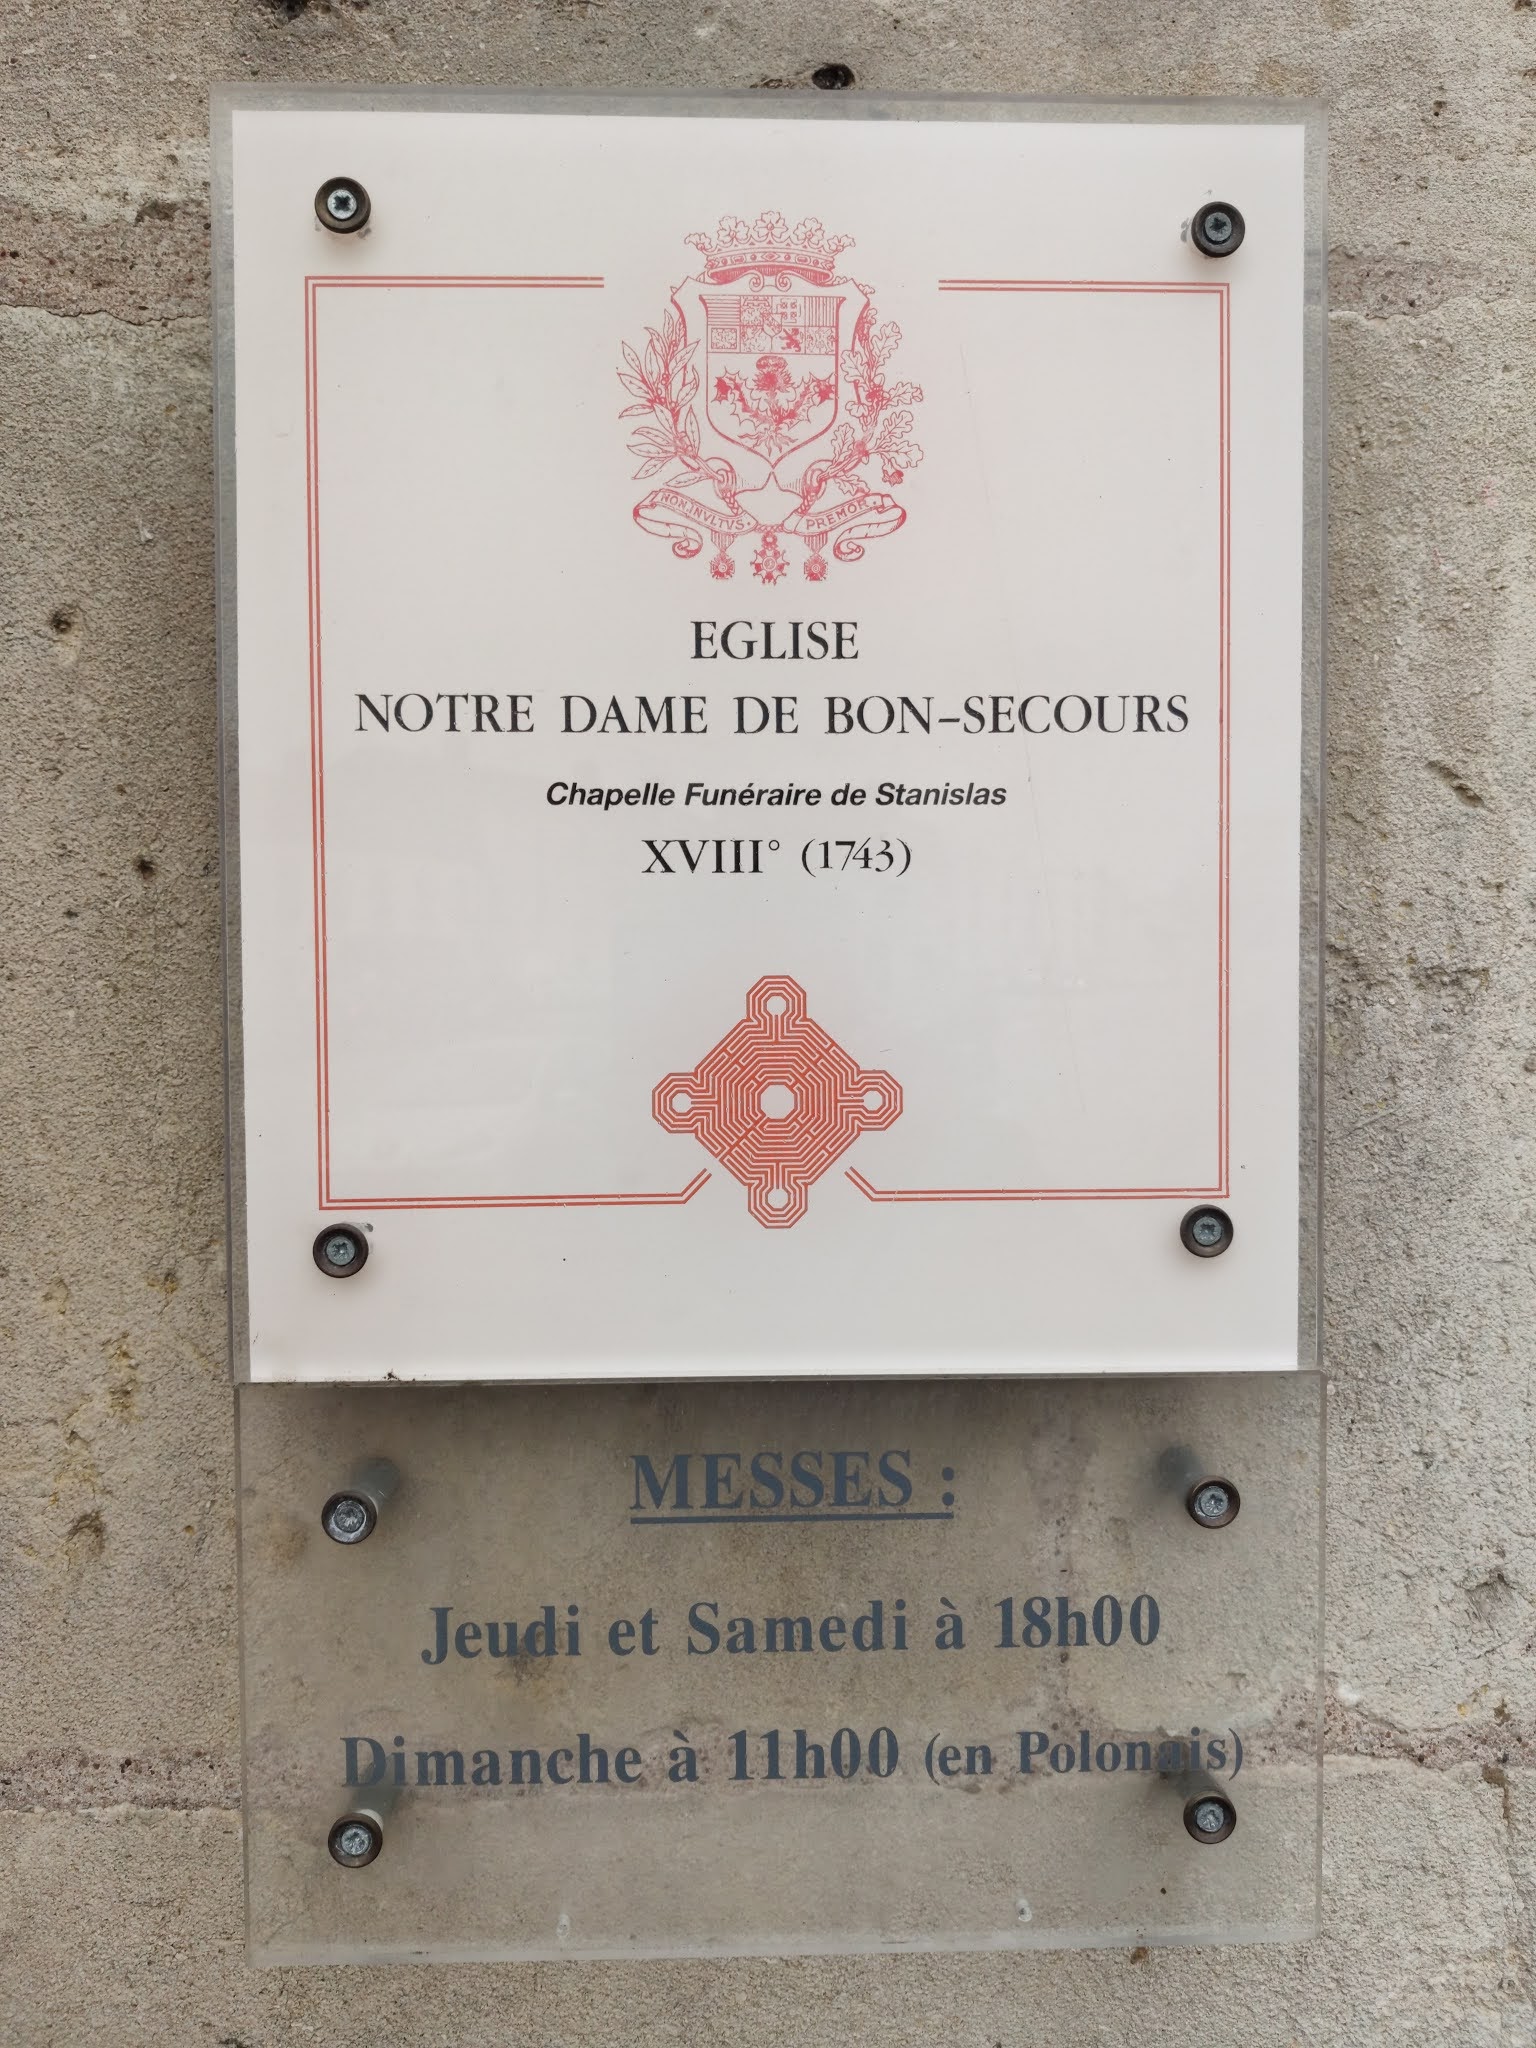 NON INVLTVS · PREMOR ·
EGLISE
NOTRE DAME DE BON-SECOURS
Chapelle Funéraire de Stanislas
XVIII° (1743)
MESSES :
Jeudi et Samedi à 18h00
Dimanche à 11h00 (en Polonais)